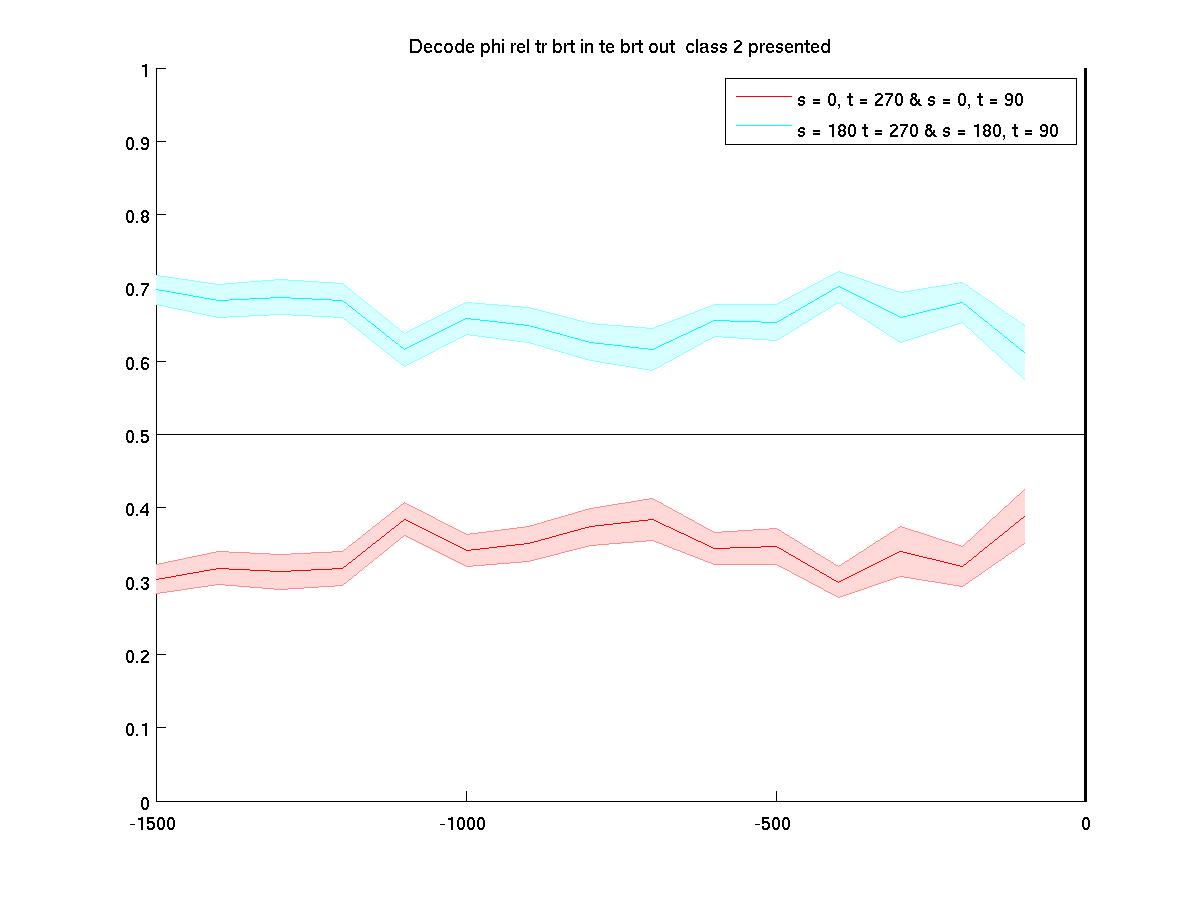 Decode phi rel tr brt in te brt out  class 2 presented
s = 0, t = 270 & s = 0, t = 90
s = 180 t = 270 & s = 180, t = 90
1
0.9
0.8
0.7
0.6
0.5
0.4
0.3
0.2
0.1
0
-1500 -1000 -500 0